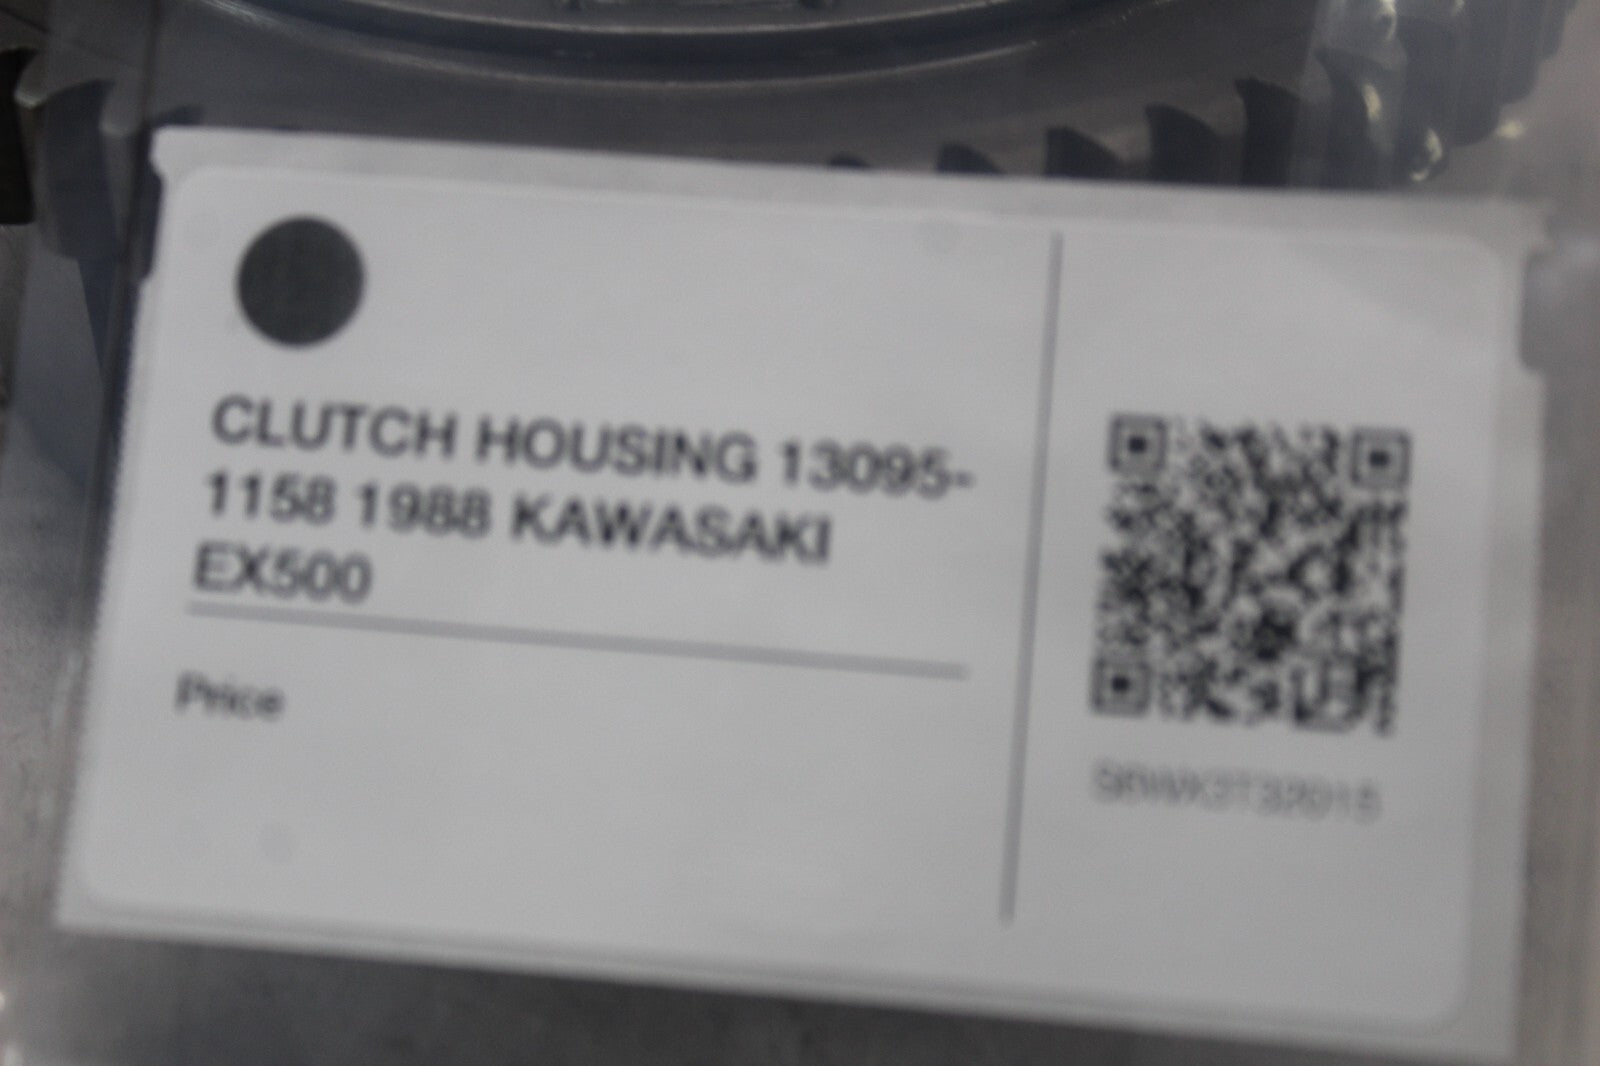 CLUTCH HOUSING 13095-
1158 1988 KAWASAKI
EX500
Price